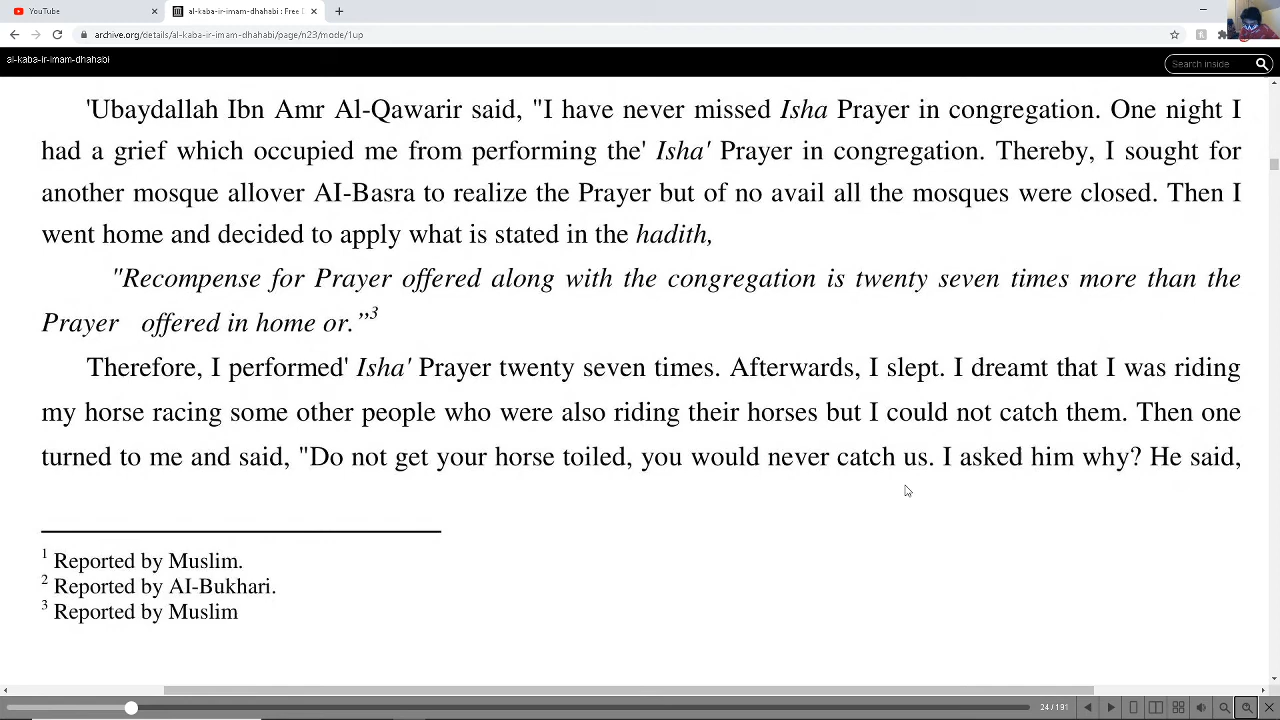 YouTube
al-kaba-ir-imam-dhahabi : Free
archive.org/details/al-kaba-ir-imam-dhahabi/page/n23/mode/1up
al-kaba-ir-imam-dhahabi
Search inside
'Ubaydallah Ibn Amr Al-Qawarir said, "I have never missed Isha Prayer in congregation. One night I
had a grief which occupied me from performing the' Isha' Prayer in congregation. Thereby, I sought for
another mosque allover AI-Basra to realize the Prayer but of no avail all the mosques were closed. Then I
went home and decided to apply what is stated in the hadith,
"Recompense for Prayer offered along with the congregation is twenty seven times more than the
Prayer offered in home or.”3
Therefore, I performed' Isha' Prayer twenty seven times. Afterwards, I slept. I dreamt that I was riding
my horse racing some other people who were also riding their horses but I could not catch them. Then one
turned to me and said, "Do not get your horse toiled, you would never catch us. I asked him why? He said,
1 Reported by Muslim.
2 Reported by AI-Bukhari.
3 Reported by Muslim
24 / 191